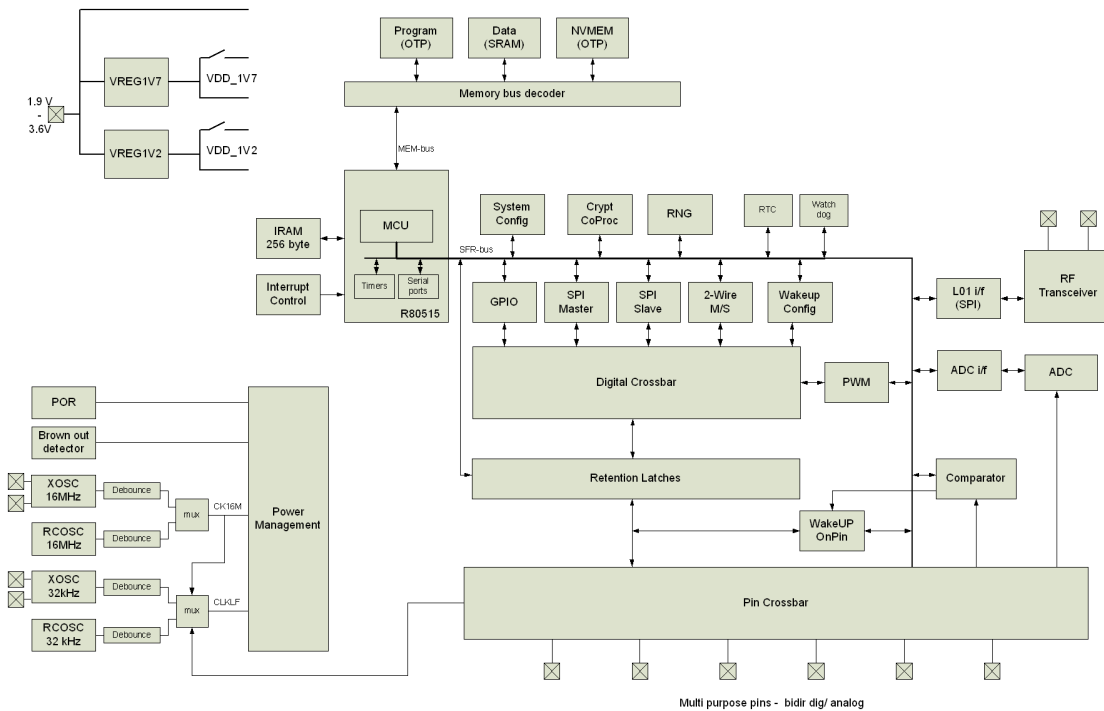 Program
(OTP)
Data
(SRAM)
NVMEM
(OTP)
VREG1V7
VDD_1V7
Memory bus decoder
1.9 V
-
3.6V
VREG1V2
VDD_1V2
MEM-bus
MCU
System
Config
Crypt
CoProc
RNG
RTC
Watch
dog
IRAM
256 byte
SFR-bus
Interrupt
Control
Timers
Serial
ports
R80515
GPIO
SPI
Master
SPI
Slave
2-Wire
M/S
Wakeup
Config
L01 i/f
(SPI)
RF
Transceiver
Digital Crossbar
PWM
ADC i/f
ADC
POR
Brown out
detector
XOSC
16MHz
Debounce
mux
CK16M
RCOSC
16MHz
Debounce
Power
Management
Retention Latches
Comparator
WakeUP
OnPin
XOSC
32kHz
Debounce
mux
CLKLF
RCOSC
32 kHz
Debounce
Pin Crossbar
Multi purpose pins - bidir dig/ analog